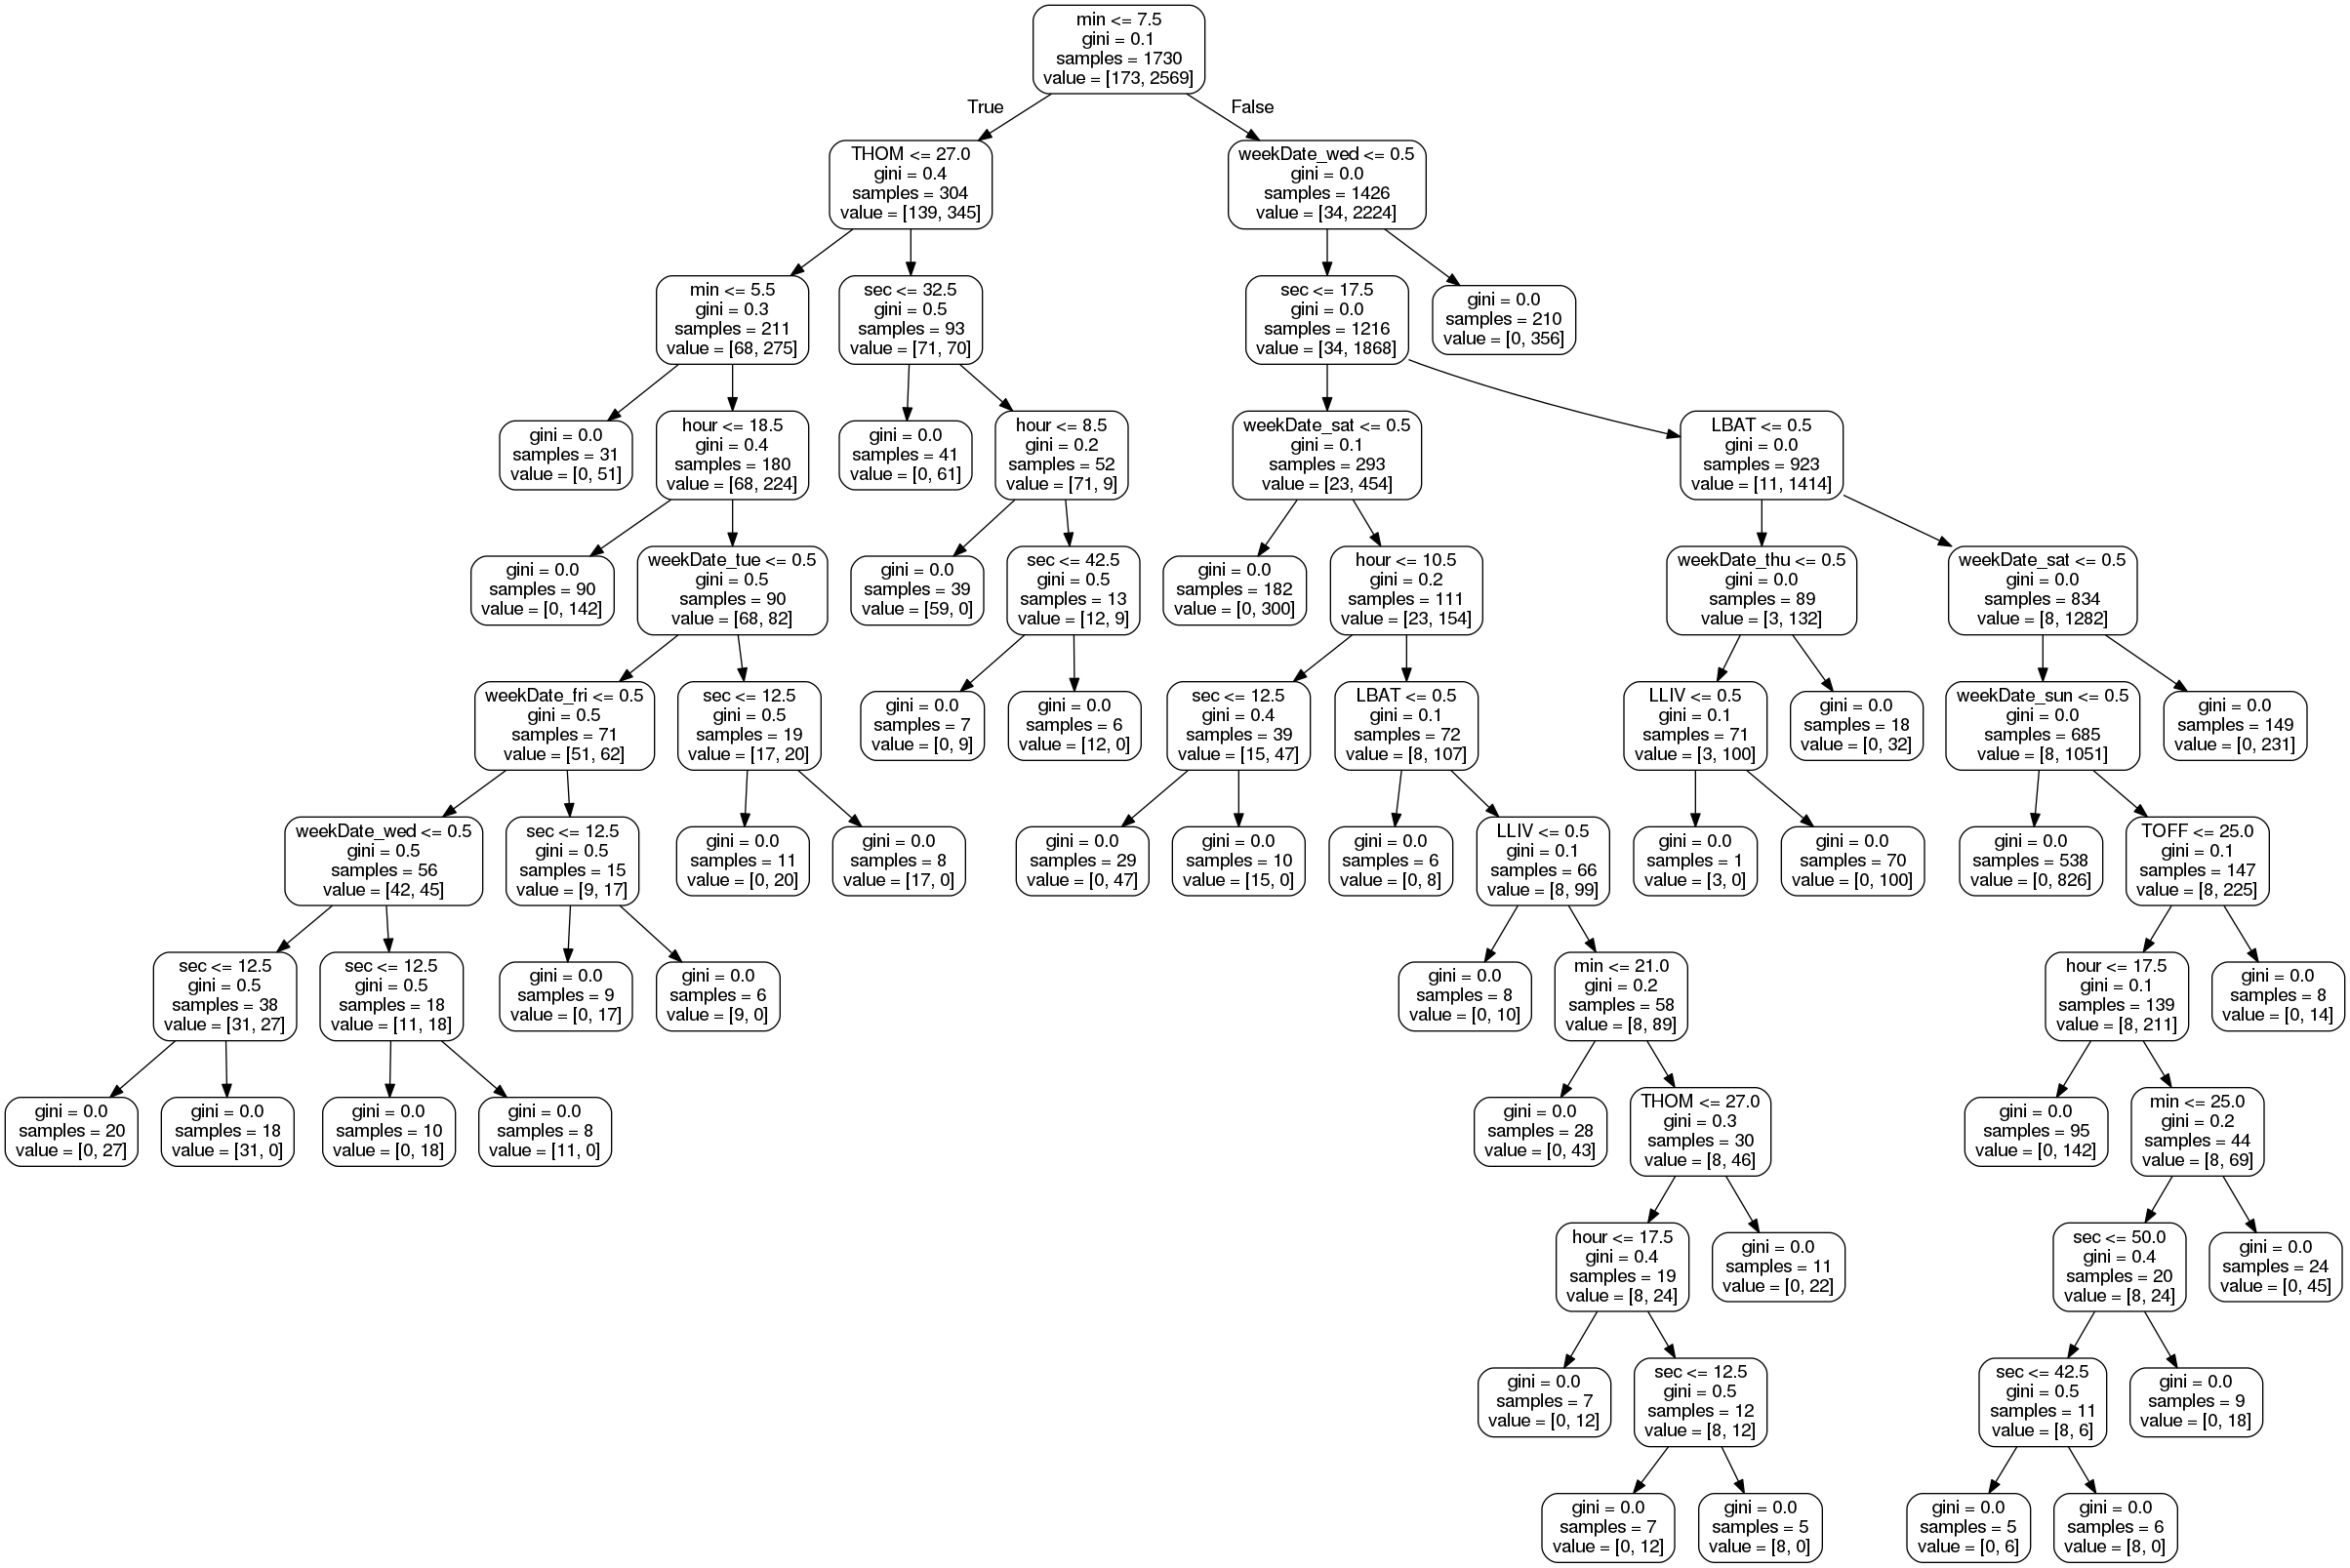 min <= 7.5
gini = 0.1
samples = 1730
value = [173, 2569]
True
False
THOM <= 27.0
gini = 0.4
samples = 304
value = [139, 345]
weekDate_wed <= 0.5
gini = 0.0
samples = 1426
value = [34, 2224]
min <= 5.5
gini = 0.3
samples = 211
value = [68, 275]
sec <= 32.5
gini = 0.5
samples = 93
value = [71, 70]
sec <= 17.5
gini = 0.0
samples = 1216
value = [34, 1868]
gini = 0.0
samples = 210
value = [0, 356]
gini = 0.0
samples = 31
value = [0, 51]
hour <= 18.5
gini = 0.4
samples = 180
value = [68, 224]
gini = 0.0
samples = 41
value = [0, 61]
hour <= 8.5
gini = 0.2
samples = 52
value = [71, 9]
weekDate_sat <= 0.5
gini = 0.1
samples = 293
value = [23, 454]
LBAT <= 0.5
gini = 0.0
samples = 923
value = [11, 1414]
gini = 0.0
samples = 90
value = [0, 142]
weekDate_tue <= 0.5
gini = 0.5
samples = 90
value = [68, 82]
gini = 0.0
samples = 39
value = [59, 0]
sec <= 42.5
gini = 0.5
samples = 13
value = [12, 9]
gini = 0.0
samples = 182
value = [0, 300]
hour <= 10.5
gini = 0.2
samples = 111
value = [23, 154]
weekDate_thu <= 0.5
gini = 0.0
samples = 89
value = [3, 132]
weekDate_sat <= 0.5
gini = 0.0
samples = 834
value = [8, 1282]
weekDate_fri <= 0.5
gini = 0.5
samples = 71
value = [51, 62]
sec <= 12.5
gini = 0.5
samples = 19
value = [17, 20]
gini = 0.0
samples = 7
value = [0, 9]
gini = 0.0
samples = 6
value = [12, 0]
sec <= 12.5
gini = 0.4
samples = 39
value = [15, 47]
LBAT <= 0.5
gini = 0.1
samples = 72
value = [8, 107]
LLIV <= 0.5
gini = 0.1
samples = 71
value = [3, 100]
gini = 0.0
samples = 18
value = [0, 32]
weekDate_sun <= 0.5
gini = 0.0
samples = 685
value = [8, 1051]
gini = 0.0
samples = 149
value = [0, 231]
weekDate_wed <= 0.5
gini = 0.5
samples = 56
value = [42, 45]
sec <= 12.5
gini = 0.5
samples = 15
value = [9, 17]
gini = 0.0
samples = 11
value = [0, 20]
gini = 0.0
samples = 8
value = [17, 0]
gini = 0.0
samples = 29
value = [0, 47]
gini = 0.0
samples = 10
value = [15, 0]
gini = 0.0
samples = 6
value = [0, 8]
LLIV <= 0.5
gini = 0.1
samples = 66
value = [8, 99]
gini = 0.0
samples = 1
value = [3, 0]
gini = 0.0
samples = 70
value = [0, 100]
gini = 0.0
samples = 538
value = [0, 826]
TOFF <= 25.0
gini = 0.1
samples = 147
value = [8, 225]
sec <= 12.5
gini = 0.5
samples = 38
value = [31, 27]
sec <= 12.5
gini = 0.5
samples = 18
value = [11, 18]
gini = 0.0
samples = 9
value = [0, 17]
gini = 0.0
samples = 6
value = [9, 0]
gini = 0.0
samples = 8
value = [0, 10]
min <= 21.0
gini = 0.2
samples = 58
value = [8, 89]
hour <= 17.5
gini = 0.1
samples = 139
value = [8, 211]
gini = 0.0
samples = 8
value = [0, 14]
gini = 0.0
samples = 20
value = [0, 27]
gini = 0.0
samples = 18
value = [31, 0]
gini = 0.0
samples = 10
value = [0, 18]
gini = 0.0
samples = 8
value = [11, 0]
gini = 0.0
samples = 28
value = [0, 43]
THOM <= 27.0
gini = 0.3
samples = 30
value = [8, 46]
gini = 0.0
samples = 95
value = [0, 142]
min <= 25.0
gini = 0.2
samples = 44
value = [8, 69]
hour <= 17.5
gini = 0.4
samples = 19
value = [8, 24]
gini = 0.0
samples = 11
value = [0, 22]
sec <= 50.0
gini = 0.4
samples = 20
value = [8, 24]
gini = 0.0
samples = 24
value = [0, 45]
gini = 0.0
samples = 7
value = [0, 12]
sec <= 12.5
gini = 0.5
samples = 12
value = [8, 12]
sec <= 42.5
gini = 0.5
samples = 11
value = [8, 6]
gini = 0.0
samples = 9
value = [0, 18]
gini = 0.0
samples = 7
value = [0, 12]
gini = 0.0
samples = 5
value = [8, 0]
gini = 0.0
samples = 5
value = [0, 6]
gini = 0.0
samples = 6
value = [8, 0]